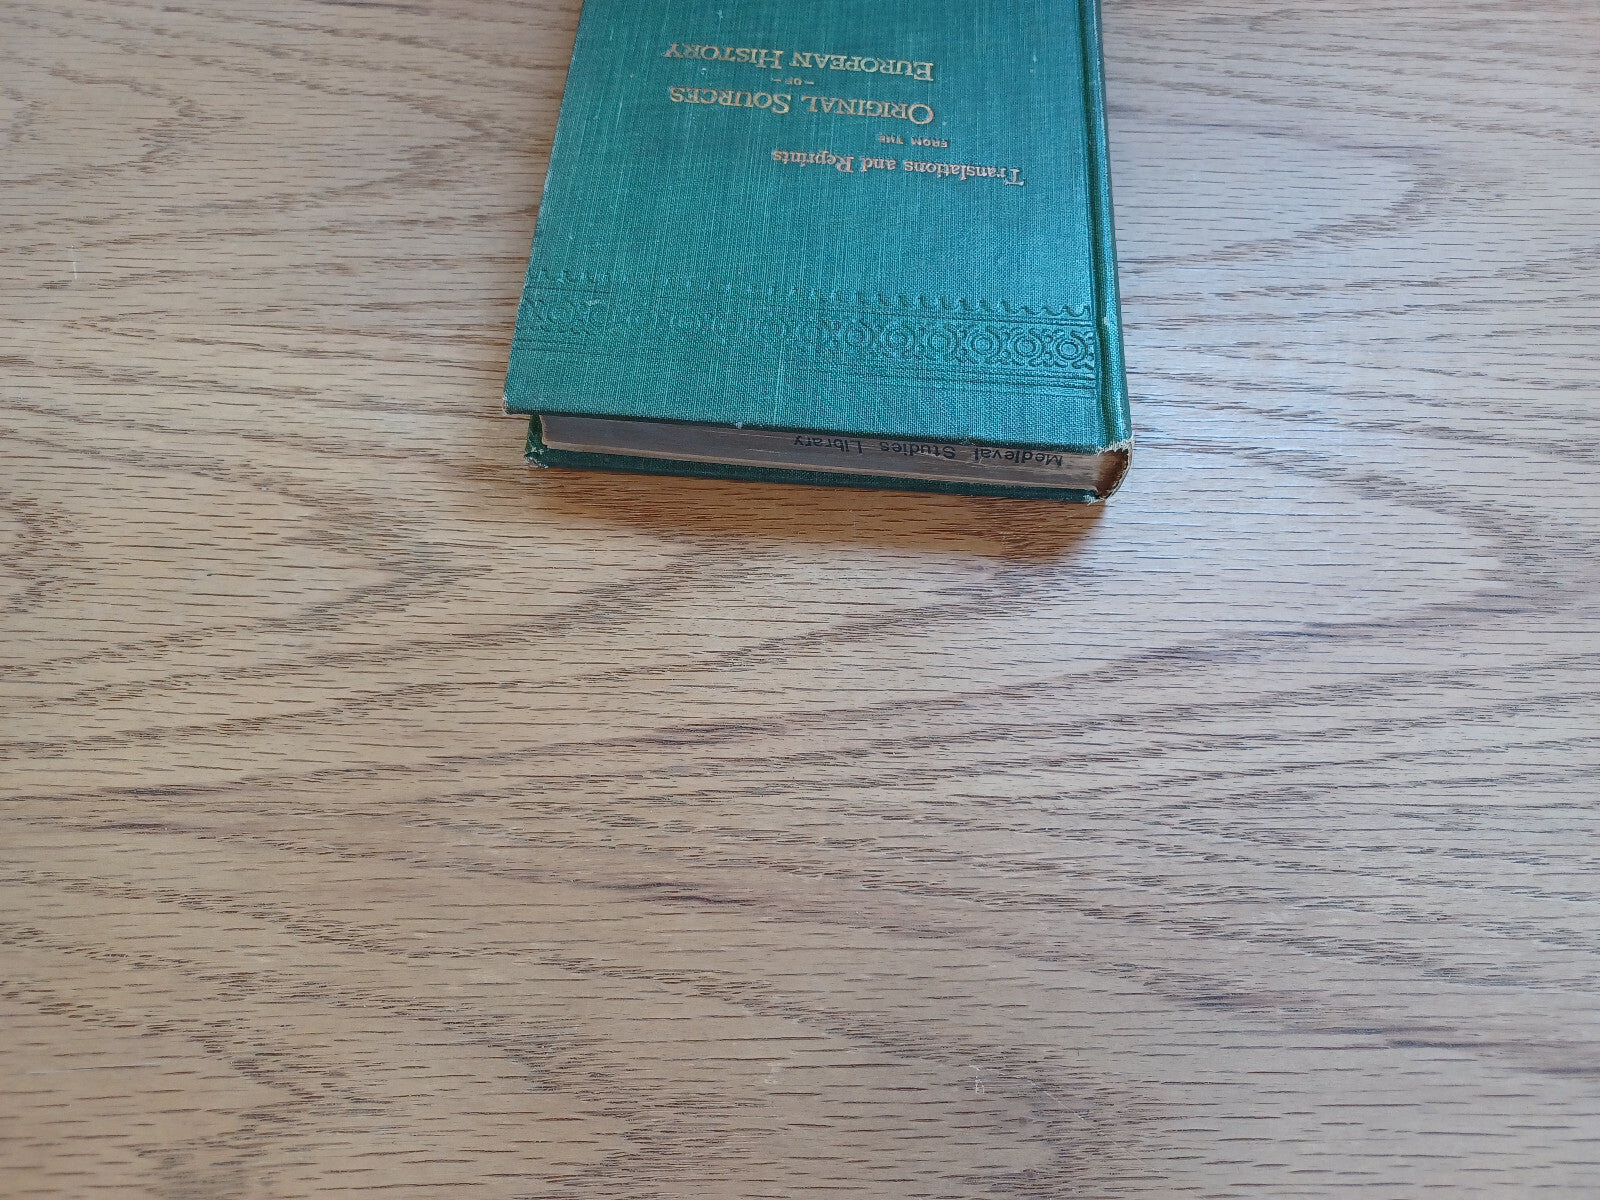 Translations and Reprints
FROM THE
ORIGINAL SOURCES
- OF -
EUROPEAN HISTORY
Medieval Studies Library